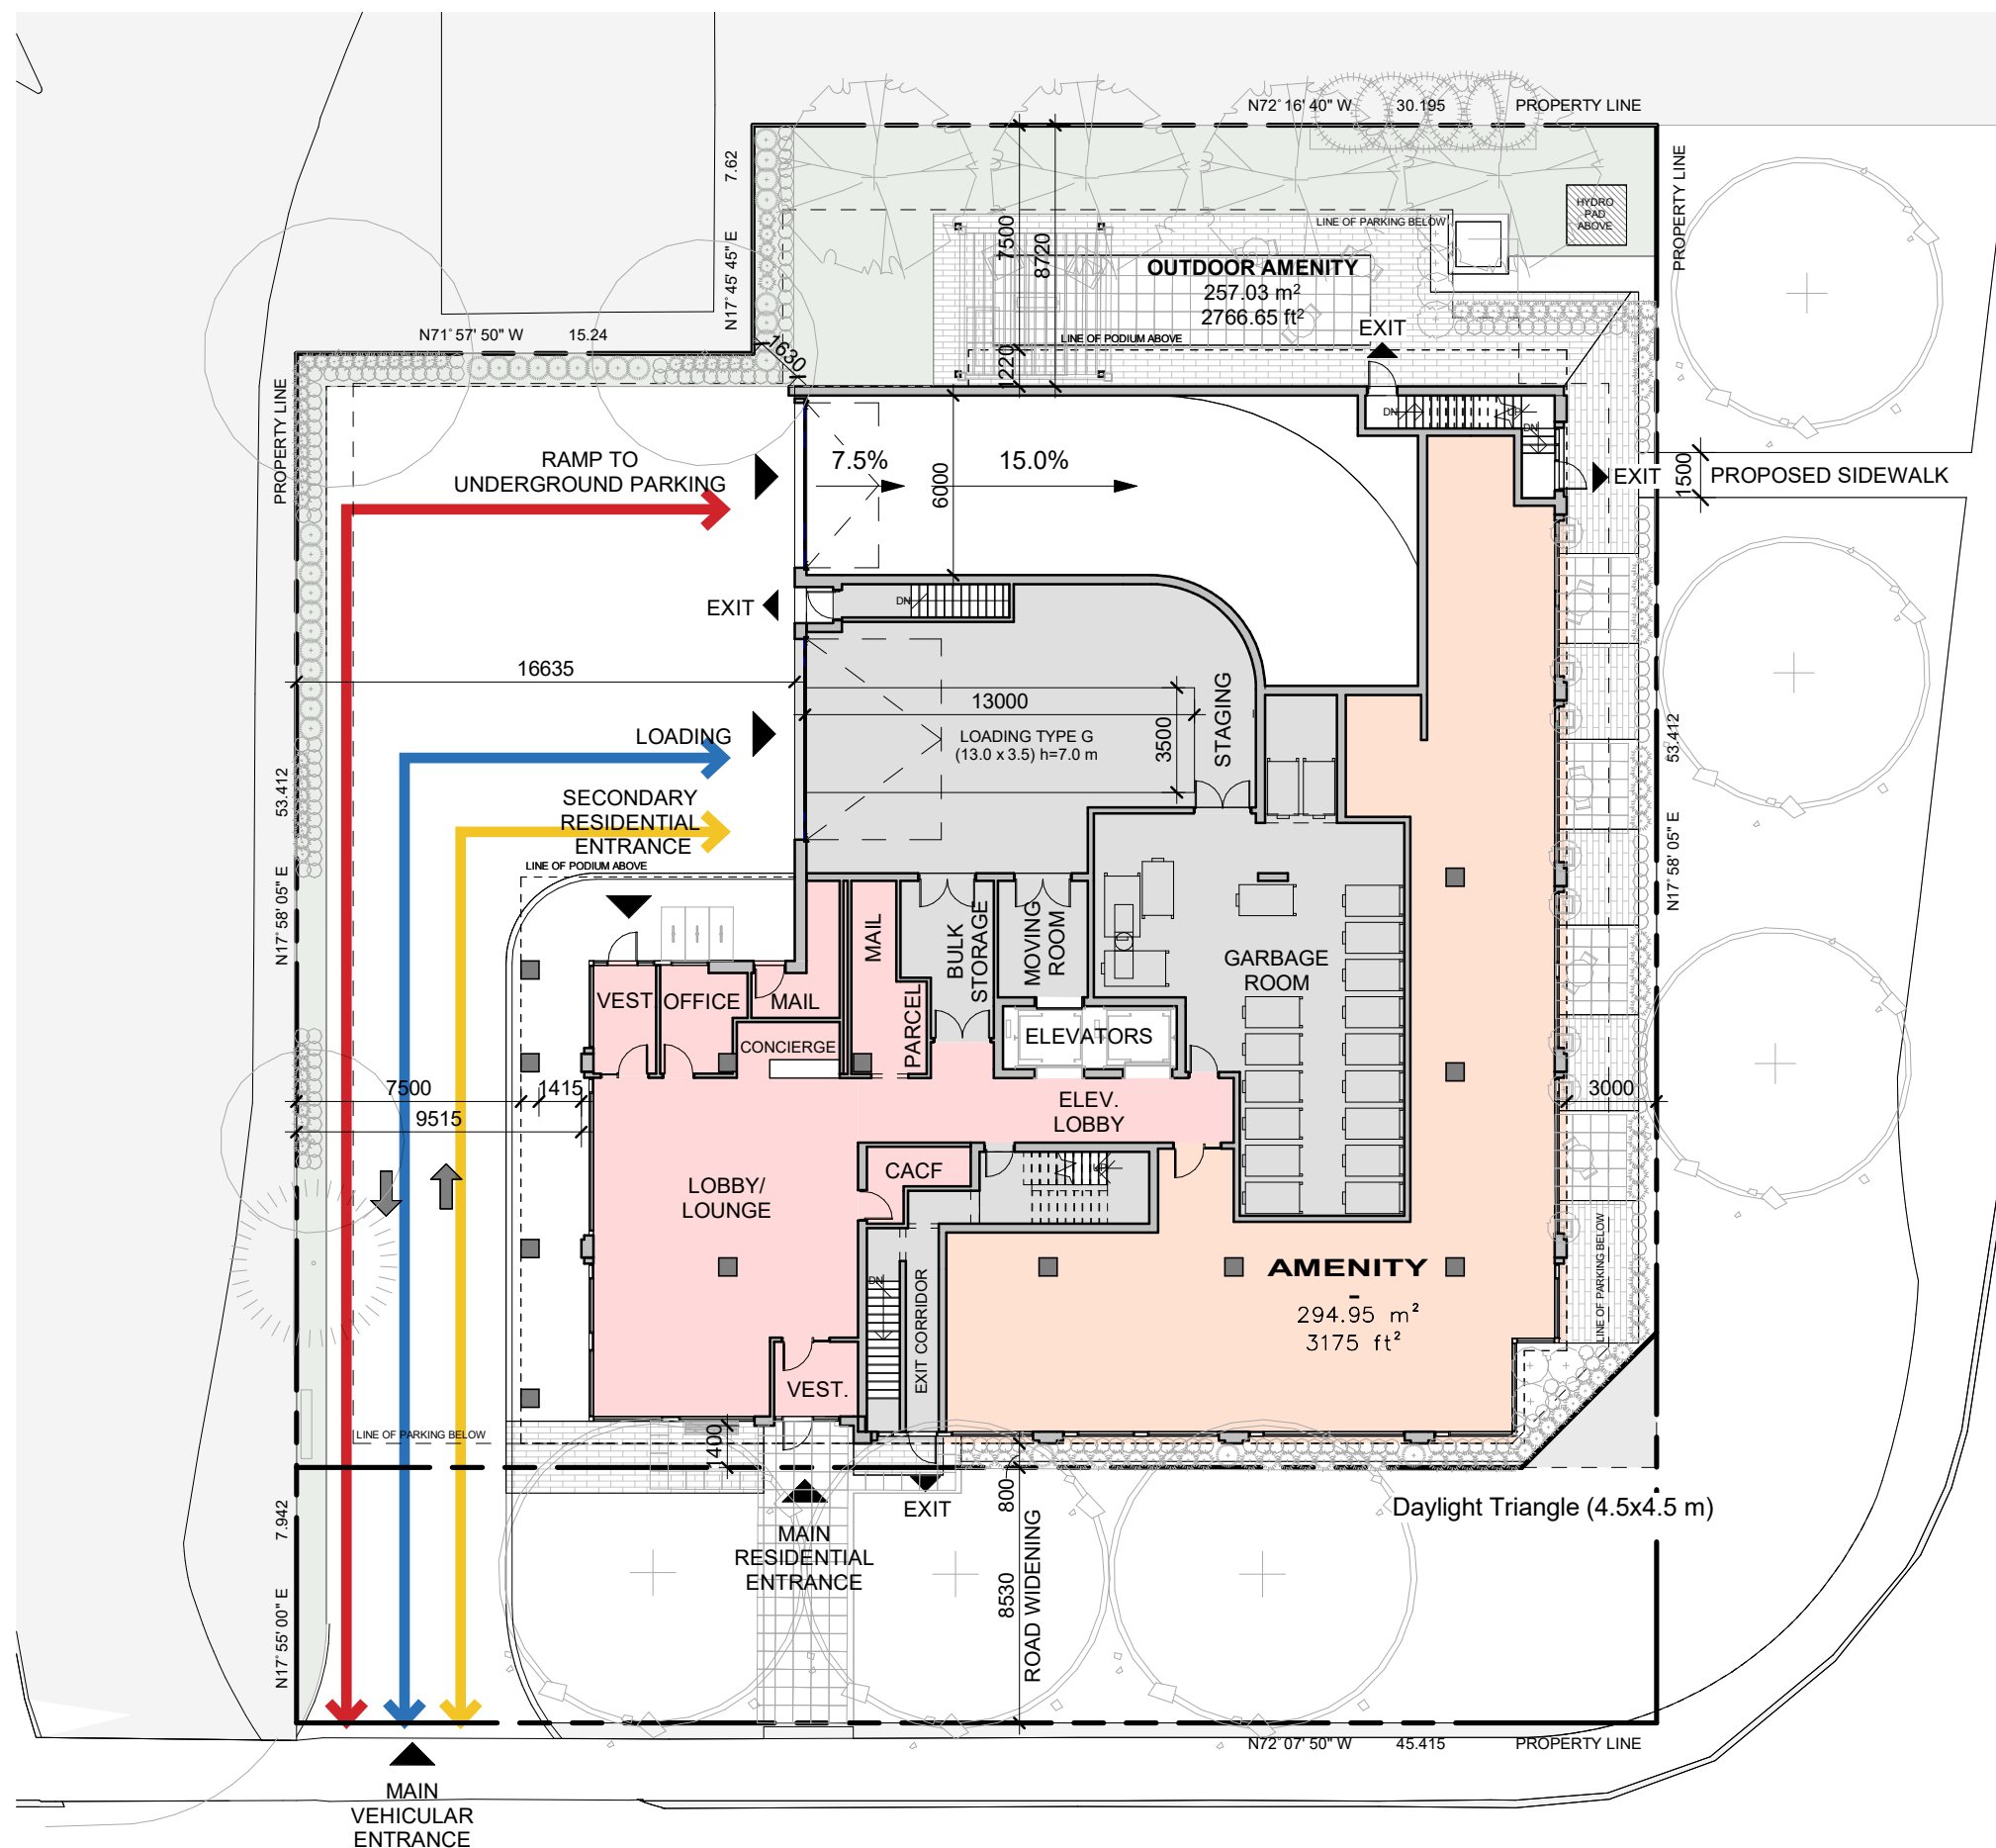 N72° 16' 40" W 30.195 PROPERTY LINE
7.62
N17° 45' 45" E
PROPERTY LINE
HYDRO
PAD
ABOVE
LINE OF PARKING BELOW
7500
8720
OUTDOOR AMENITY
257.03 m²
2766.65 ft²
EXIT
LINE OF PODIUM ABOVE
1220
N71° 57' 50" W 15.24
1630
PROPERTY LINE
DN
UP
DN
RAMP TO
UNDERGROUND PARKING
7.5%
15.0%
6000
EXIT
1500
PROPOSED SIDEWALK
EXIT
DN
16635
13000
3500
STAGING
LOADING
LOADING TYPE G
(13.0 x 3.5) h=7.0 m
53.412
N17° 58' 05" E
53.412
N17° 58' 05" E
SECONDARY
RESIDENTIAL
ENTRANCE
LINE OF PODIUM ABOVE
MAIL
BULK
STORAGE
MOVING
ROOM
GARBAGE
ROOM
VEST
OFFICE
MAIL
PARCEL
CONCIERGE
ELEVATORS
7500
1415
9515
3000
ELEV.
LOBBY
CACF
UP
LOBBY/
LOUNGE
DN
EXIT CORRIDOR
AMENITY
-
294.95 m²
3175 ft²
LINE OF PARKING BELOW
VEST.
LINE OF PARKING BELOW
1400
800
EXIT
Daylight Triangle (4.5x4.5 m)
MAIN
RESIDENTIAL
ENTRANCE
7.942
N17° 55' 00" E
8530
ROAD WIDENING
N72° 07' 50" W 45.415 PROPERTY LINE
MAIN
VEHICULAR
ENTRANCE